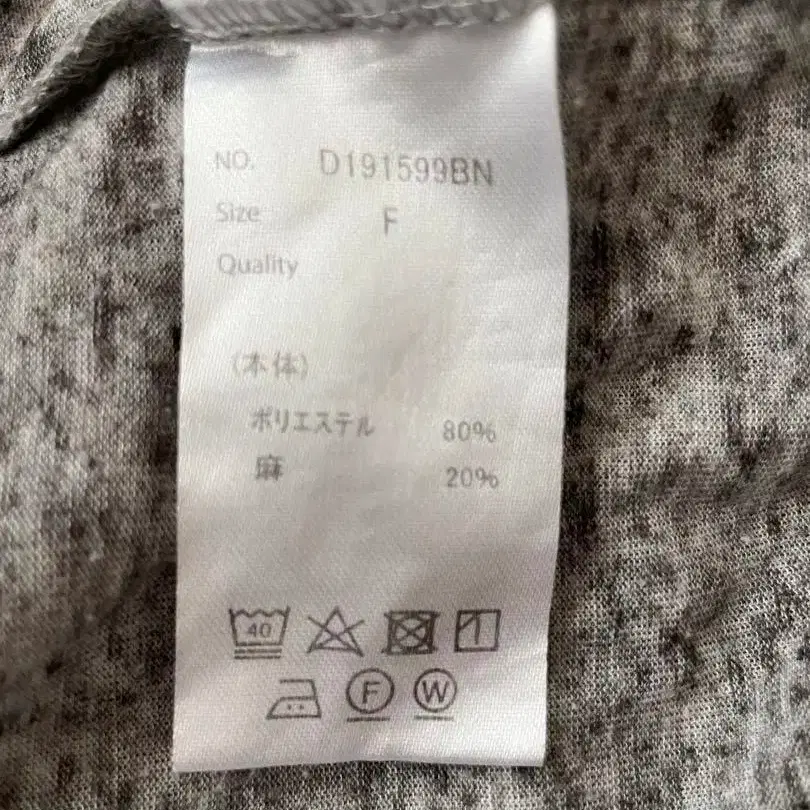 NO. D191599BN
Size F
Quality
(本体)
ポリエステル 80%
麻 20%
40
F W